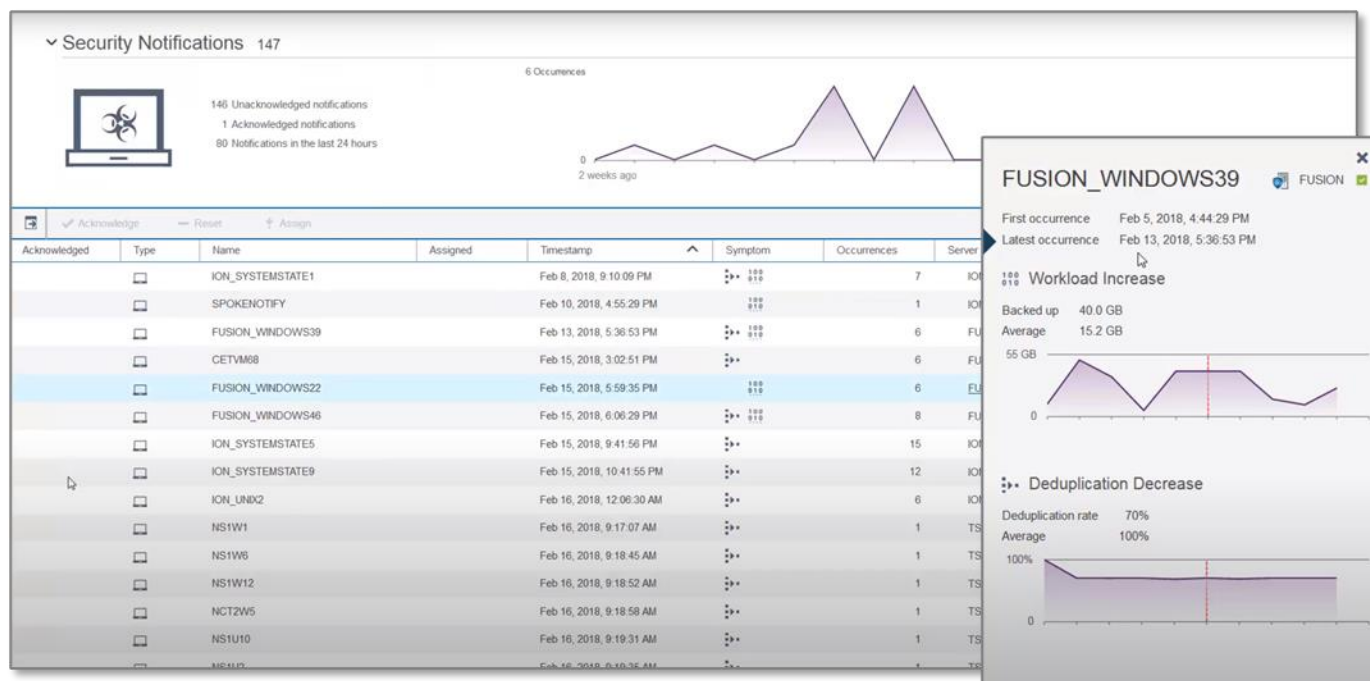 Security Notifications 147
6 Occurrences
146 Unacknowledged notifications
1 Acknowledged notifications
80 Notifications in the last 24 hours
0
2 weeks ago
Acknowledge Reset Assign
Acknowledged Type Name Assigned Timestamp Symptom Occurrences Server
ION_SYSTEMSTATE1 Feb 8, 2018, 9:10:09 PM 7
SPOKENOTIFY Feb 10, 2018, 4:55:29 PM 1
FUSION_WINDOWS39 Feb 13, 2018, 5:36:53 PM 6 FU
CETVM68 Feb 15, 2018, 3:02:51 PM 6 FU
FUSION_WINDOWS22 Feb 15, 2018, 5:59:35 PM 6 FU
FUSION_WINDOWS46 Feb 15, 2018, 6:06:29 PM 8 FU
ION_SYSTEMSTATE5 Feb 15, 2018, 9:41:56 PM 15
ION_SYSTEMSTATE9 Feb 15, 2018, 10:41:55 PM 12
ION_UNIX2 Feb 16, 2018, 12:06:30 AM 6
NS1W1 Feb 16, 2018, 9:17:07 AM 1 TS
NS1W6 Feb 16, 2018, 9:18:45 AM 1 TS
NS1W12 Feb 16, 2018, 9:18:52 AM 1 TS
NCT2W5 Feb 16, 2018, 9:18:58 AM 1 TS
NS1U10 Feb 16, 2018, 9:19:31 AM 1 TS
FUSION_WINDOWS39 FUSION
First occurrence Feb 5, 2018, 4:44:29 PM
Latest occurrence Feb 13, 2018, 5:36:53 PM
Workload Increase
Backed up 40.0 GB
Average 15.2 GB
55 GB
0
Deduplication Decrease
Deduplication rate 70%
Average 100%
100%
0